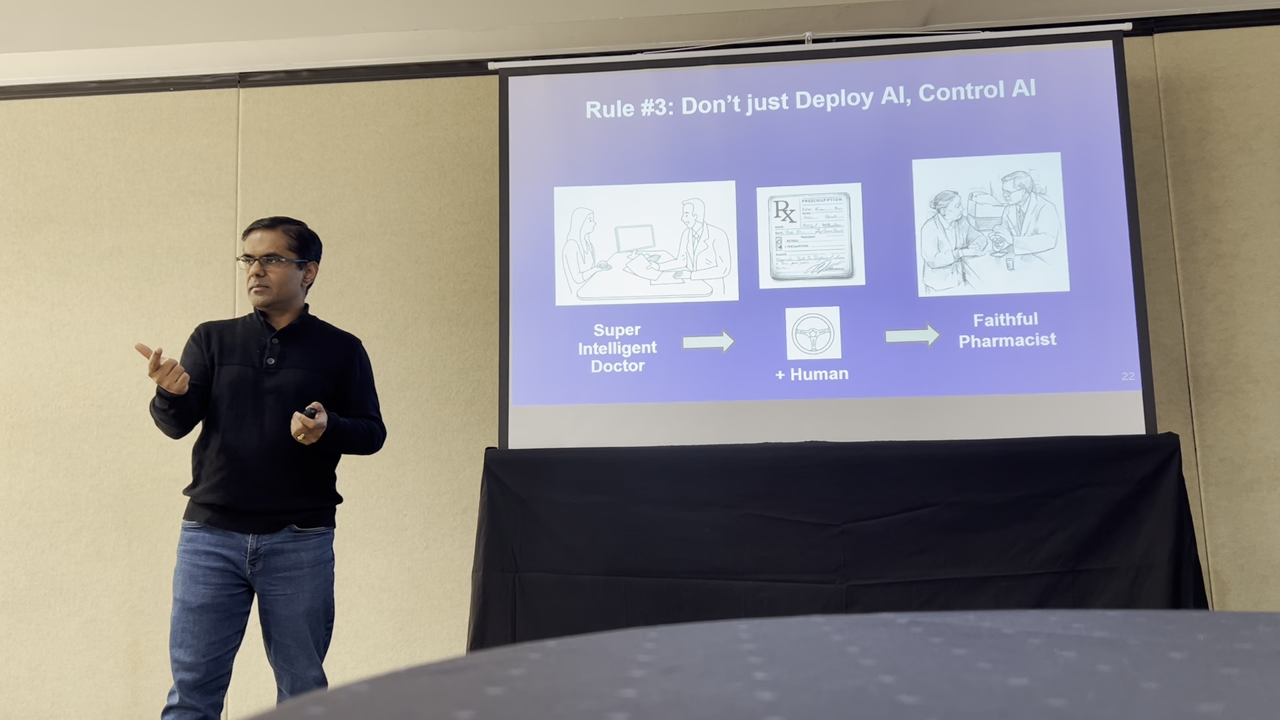 Rule #3: Don't just Deploy AI, Control AI
Rx
PRESCRIPTION
Super
Intelligent
Doctor
+ Human
Faithful
Pharmacist
22